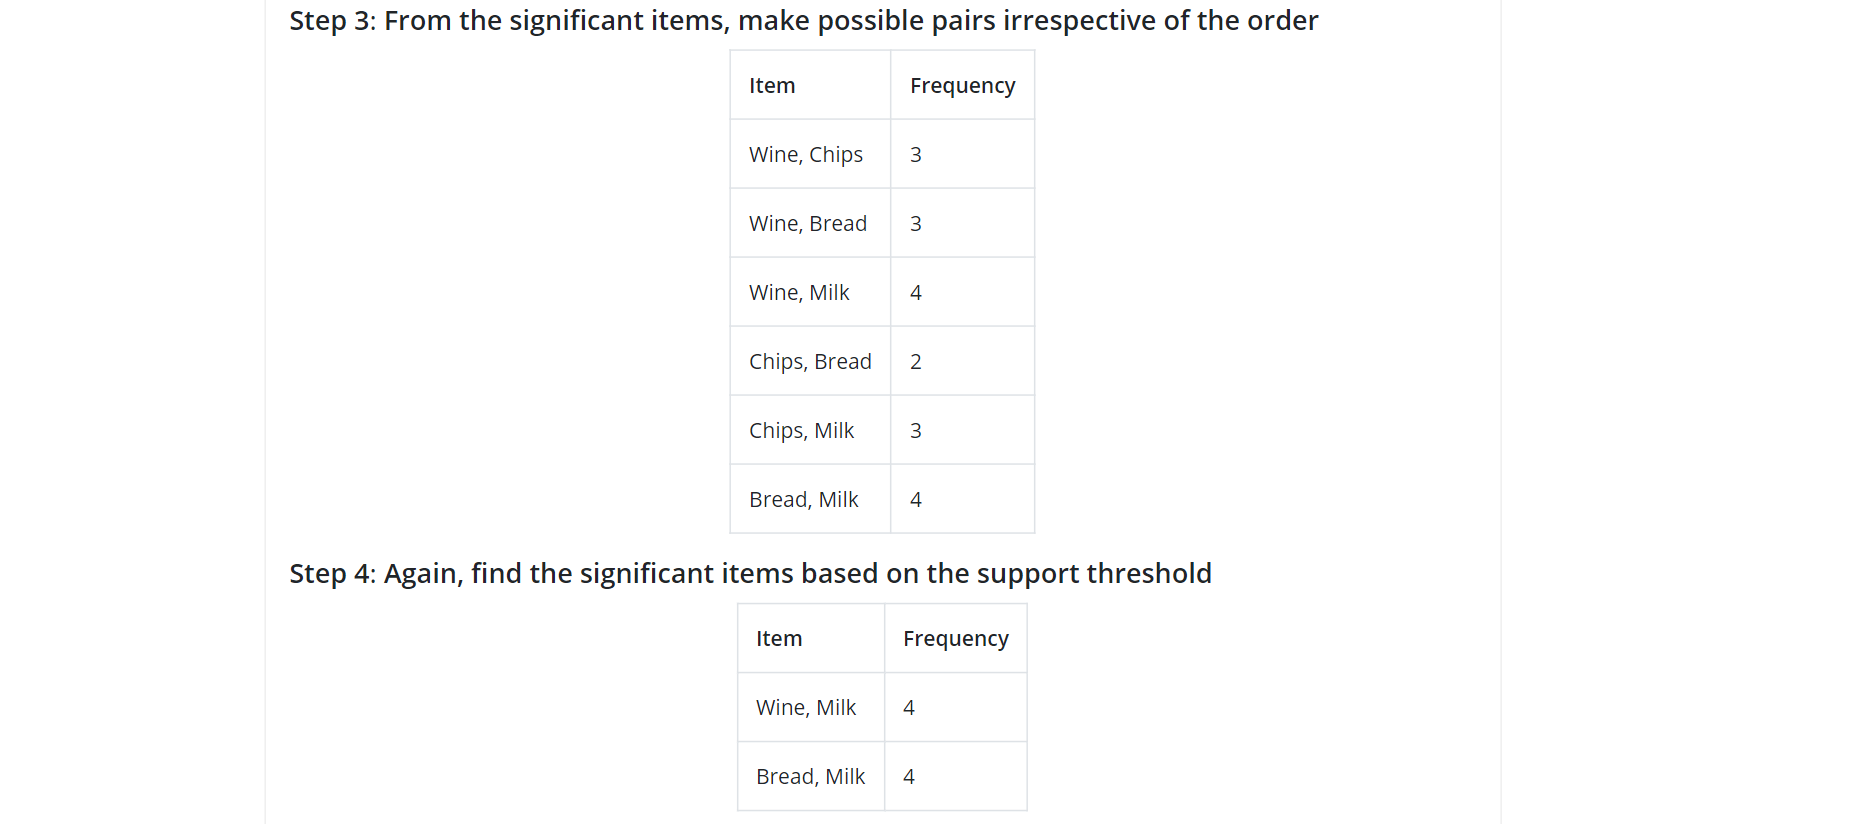 Step 3: From the significant items, make possible pairs irrespective of the order
Item Frequency
Wine, Chips 3
Wine, Bread 3
Wine, Milk 4
Chips, Bread 2
Chips, Milk 3
Bread, Milk 4
Step 4: Again, find the significant items based on the support threshold
Item Frequency
Wine, Milk 4
Bread, Milk 4